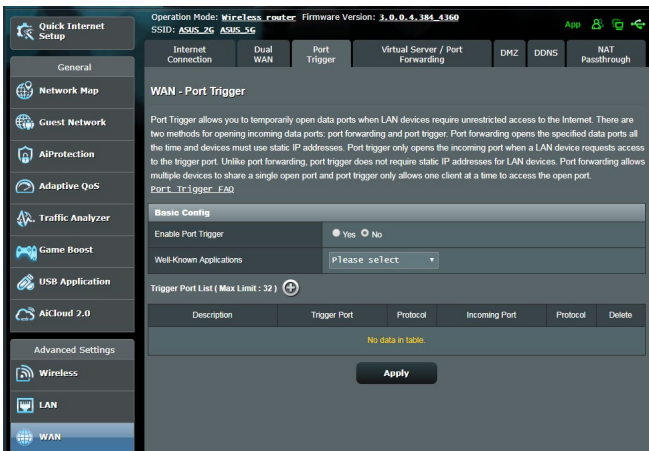 Quick Internet
Setup
Operation Mode: Wireless router Firmware Version: 3.0.0.4.384_4360
SSID: ASUS_2G ASUS_5G
App
Internet
Connection
Dual
WAN
Port
Trigger
Virtual Server / Port
Forwarding
DMZ
DDNS
NAT
Passthrough
General
Network Map
Guest Network
AiProtection
Adaptive QoS
Traffic Analyzer
Game Boost
USB Application
AiCloud 2.0
Advanced Settings
Wireless
LAN
WAN
WAN - Port Trigger
Port Trigger allows you to temporarily open data ports when LAN devices require unrestricted access to the Internet. There are
two methods for opening incoming data ports: port forwarding and port trigger. Port forwarding opens the specified data ports all
the time and devices must use static IP addresses. Port trigger only opens the incoming port when a LAN device requests access
to the trigger port. Unlike port forwarding, port trigger does not require static IP addresses for LAN devices. Port forwarding allows
multiple devices to share a single open port and port trigger only allows one client at a time to access the open port.
Port Trigger FAQ
Basic Config
Enable Port Trigger Yes No
Well-Known Applications Please select
Trigger Port List ( Max Limit : 32 )
Description Trigger Port Protocol Incoming Port Protocol Delete
No data in table.
Apply